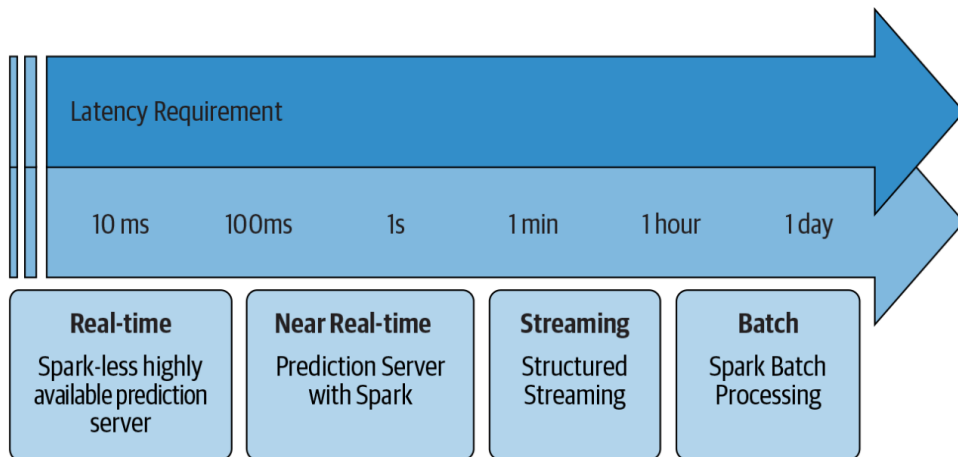 Latency Requirement
10 ms 100ms 1s 1 min 1 hour 1 day
Real-time
Spark-less highly
available prediction
server
Near Real-time
Prediction Server
with Spark
Streaming
Structured
Streaming
Batch
Spark Batch
Processing